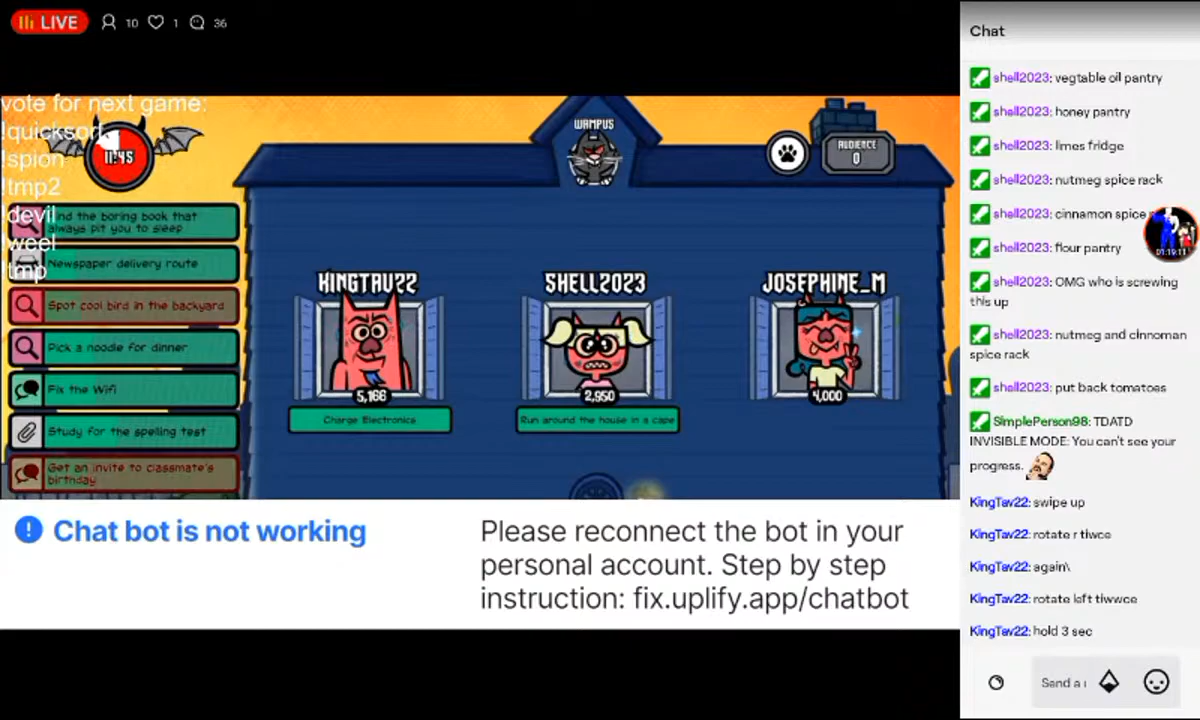 LIVE 10 1 36
vote for next game:
!quicksort
!spion
!tmp2
!devil
!weel
!tmp
11:45
Find the boring book that
always put you to sleep
Newspaper delivery route
Spot cool bird in the backyard
Pick a noodle for dinner
Fix the Wifi
Study for the spelling test
Get an invite to classmate's
birthday
WAMPUS
AUDIENCE
0
KINGTAV22
5,166
Charge Electronics
SHELL2023
2,950
Run around the house in a cape
JOSEPHINE_M
4,000
Chat bot is not working
Please reconnect the bot in your
personal account. Step by step
instruction: fix.uplify.app/chatbot
Chat
shell2023: vegtable oil pantry
shell2023: honey pantry
shell2023: limes fridge
shell2023: nutmeg spice rack
shell2023: cinnamon spice
shell2023: flour pantry
01:19:11
shell2023: OMG who is screwing
this up
shell2023: nutmeg and cinnoman
spice rack
shell2023: put back tomatoes
SimplePerson98: TDATD
INVISIBLE MODE: You can't see your
progress.
KingTav22: swipe up
KingTav22: rotate r tiwce
KingTav22: again\
KingTav22: rotate left tiwwce
KingTav22: hold 3 sec
Send a